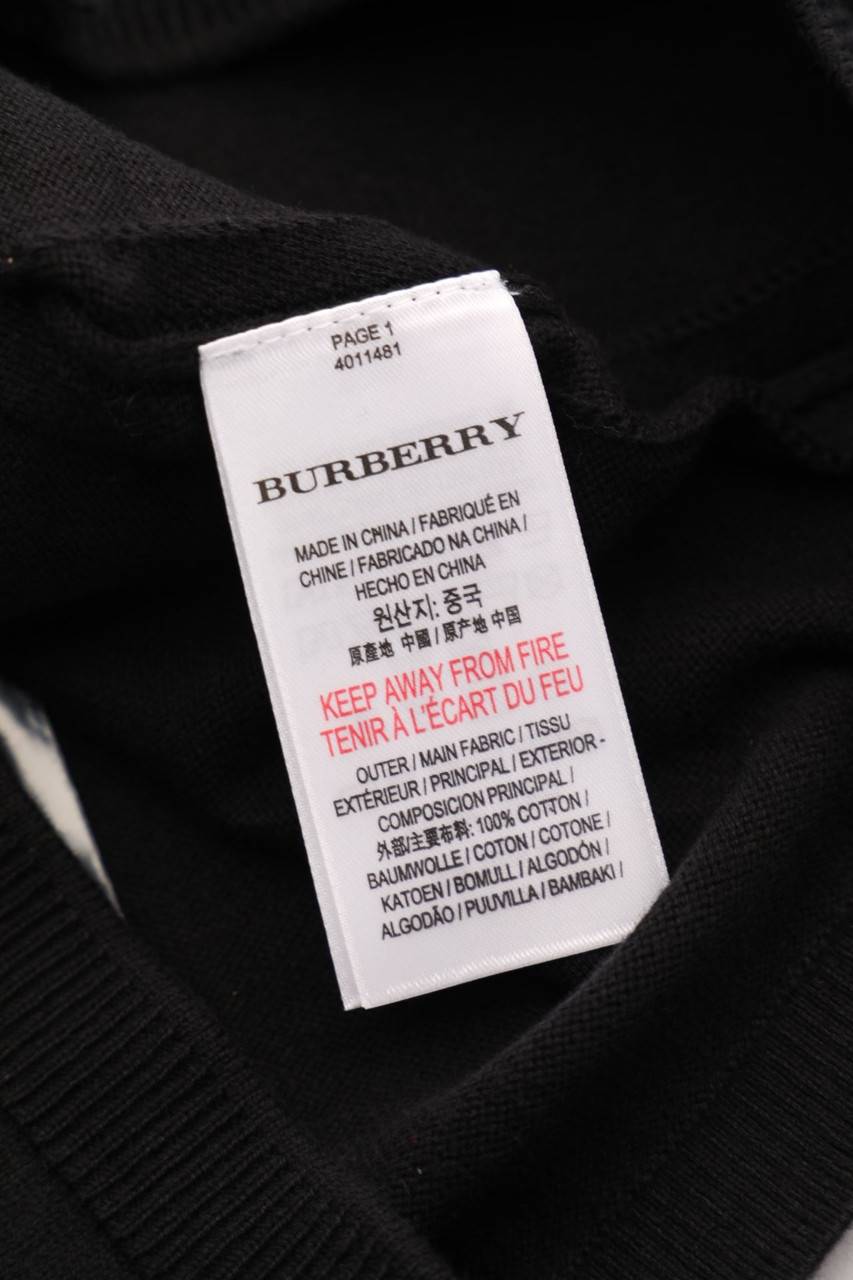 PAGE 1
4011481
BURBERRY
MADE IN CHINA / FABRIQUÉ EN
CHINE / FABRICADO NA CHINA /
HECHO EN CHINA
원산지: 중국
原產地 中國 / 原产地 中国
KEEP AWAY FROM FIRE
TENIR À L'ÉCART DU FEU
OUTER / MAIN FABRIC / TISSU
EXTÉRIEUR / PRINCIPAL / EXTERIOR -
COMPOSICION PRINCIPAL /
外部/主要布料: 100% COTTON /
BAUMWOLLE / COTON / COTONE /
KATOEN / BOMULL / ALGODÓN /
ALGODÃO / PUUVILLA / BAMBAKI /